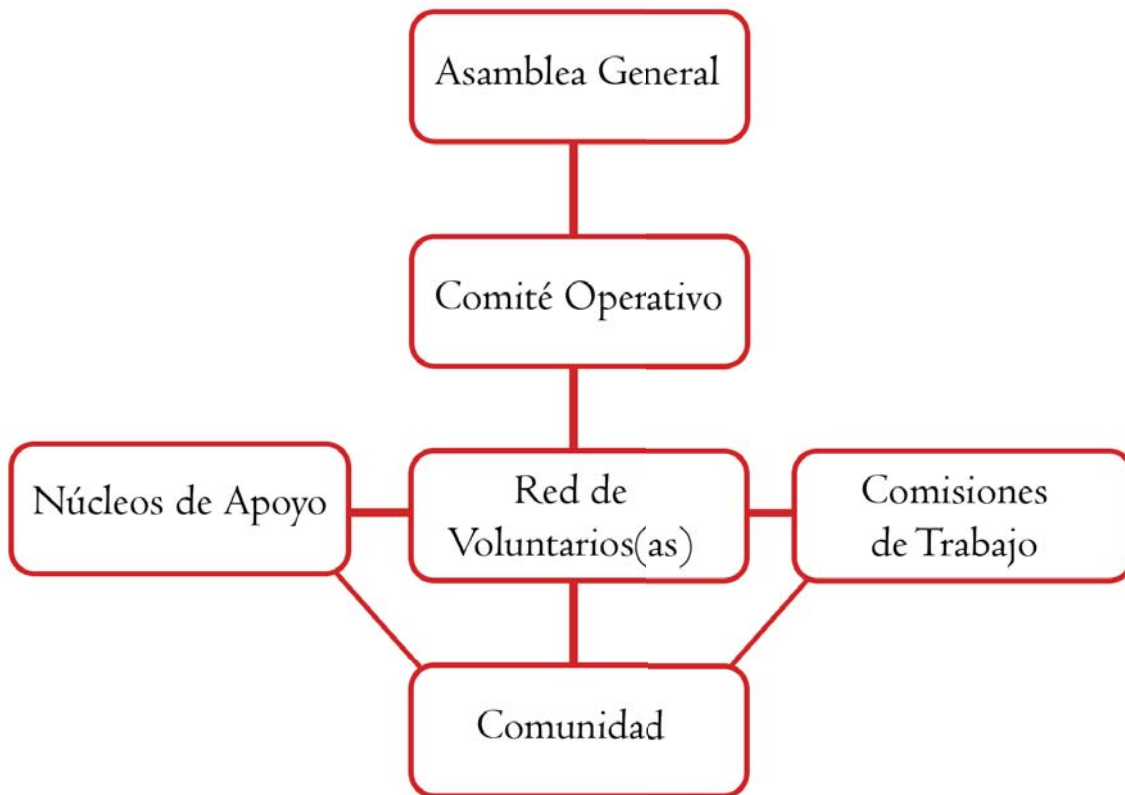 Asamblea General
Comité Operativo
Núcleos de Apoyo
Red de
Voluntarios(as)
Comisiones
de Trabajo
Comunidad